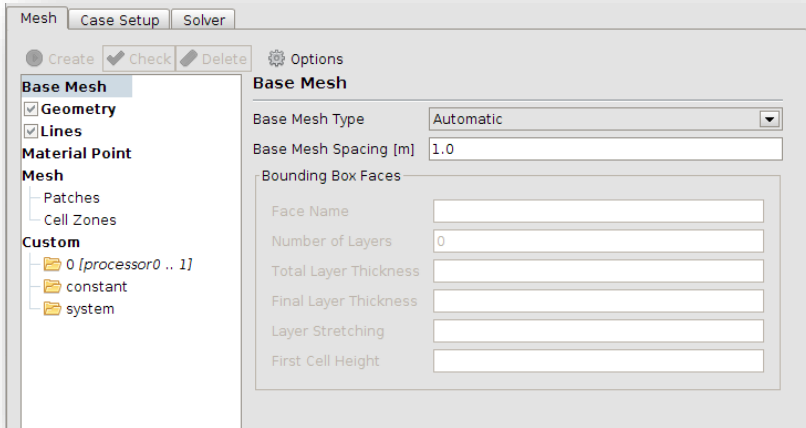 Mesh Case Setup Solver
Create Check Delete Options
Base Mesh
Geometry
Lines
Material Point
Mesh
Patches
Cell Zones
Custom
0 [processor0 .. 1]
constant
system
Base Mesh
Base Mesh Type Automatic
Base Mesh Spacing [m] 1.0
Bounding Box Faces
Face Name
Number of Layers 0
Total Layer Thickness
Final Layer Thickness
Layer Stretching
First Cell Height